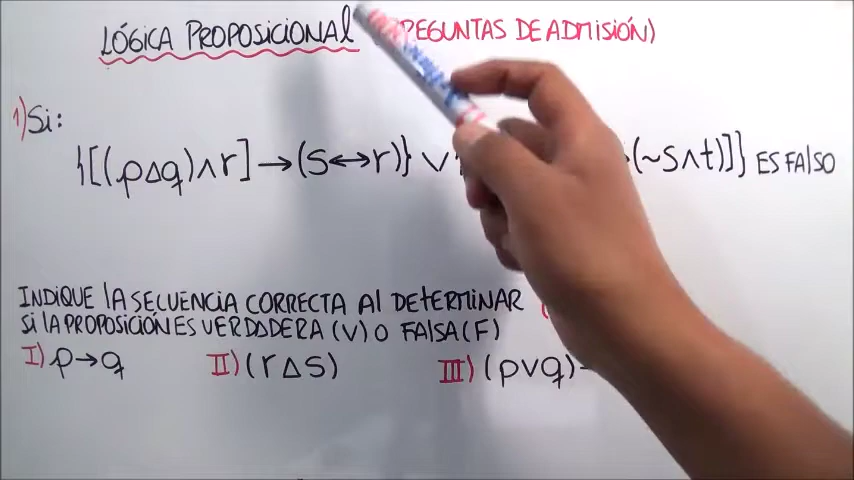 LÓGICA PROPOSICIONAL PREGUNTAS DE ADMISIÓN)
1) Si:
{[(p∆q)∧r]→(s↔r)} ∨ (~s∧t)]} ES FALSO
INDIQUE LA SECUENCIA CORRECTA AL DETERMINAR
SI LA PROPOSICIÓN ES VERDADERA (V) O FALSA (F)
I) p→q II) (r∆s) III) (p∨q)